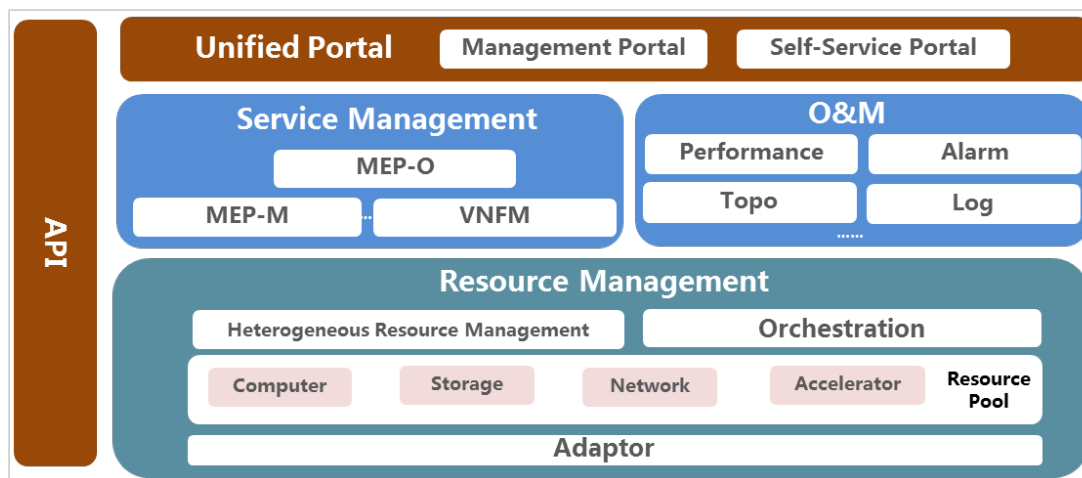 API
Unified Portal
Management Portal
Self-Service Portal
Service Management
MEP-O
MEP-M
...
VNFM
O&M
Performance
Alarm
Topo
Log
......
Resource Management
Heterogeneous Resource Management
Orchestration
Computer
Storage
Network
Accelerator
Resource
Pool
Adaptor